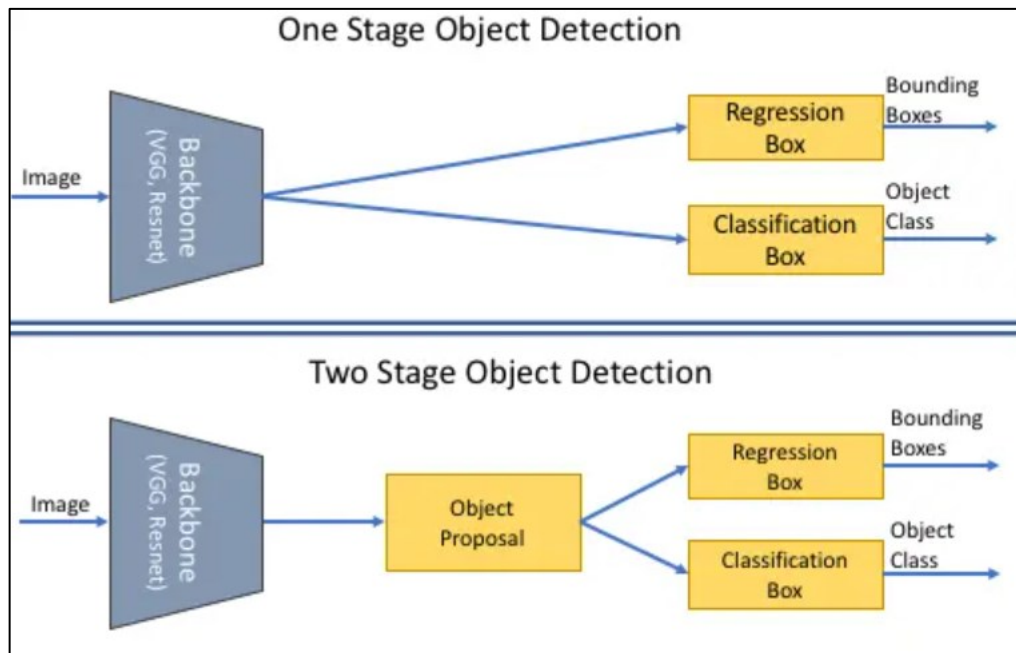 One Stage Object Detection
Image
Backbone
(VGG, Resnet)
Regression
Box
Bounding
Boxes
Classification
Box
Object
Class
Two Stage Object Detection
Image
Backbone
(VGG, Resnet)
Object
Proposal
Regression
Box
Bounding
Boxes
Classification
Box
Object
Class